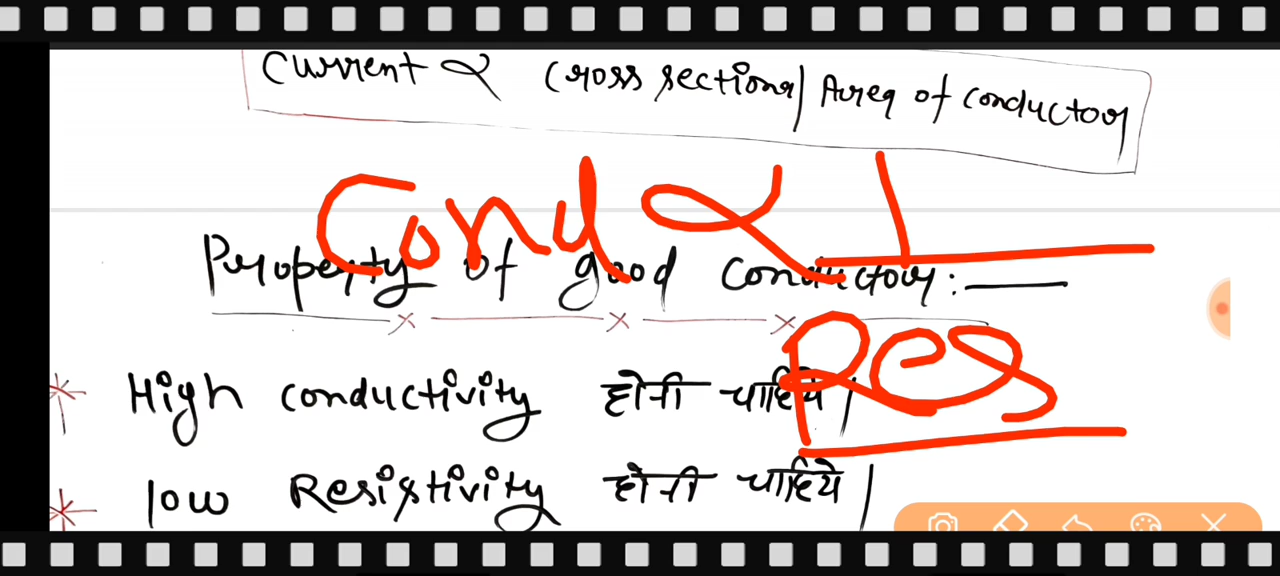 Current ∝ Cross sectional Area of conductor
Cond ∝ 1
Res
Property of good conductor:—
High conductivity होनी चाहिये।
low Resistivity होनी चाहिये।